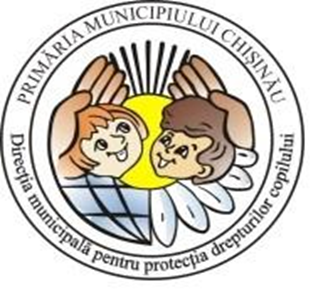 PRIMĂRIA MUNICIPIULUI CHIȘINĂU
Direcția municipală pentru protecția drepturilor copilului